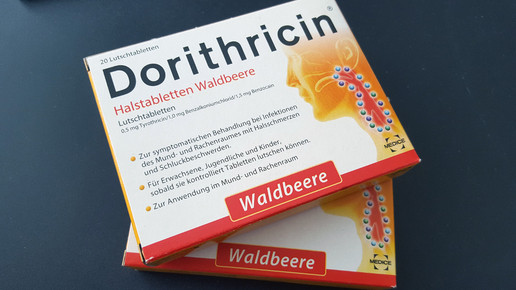 20 Lutschtabletten
Dorithricin®
Halstabletten Waldbeere
Lutschtabletten
0,5 mg Tyrothricin/1,0 mg Benzalkoniumchlorid/1,5 mg Benzocain
• Zur symptomatischen Behandlung bei Infektionen
des Mund- und Rachenraumes mit Halsschmerzen
und Schluckbeschwerden.
• Für Erwachsene, Jugendliche und Kinder,
sobald sie kontrolliert Tabletten lutschen können.
• Zur Anwendung im Mund- und Rachenraum
MEDICE
Waldbeere
Waldbeere
MEDICE